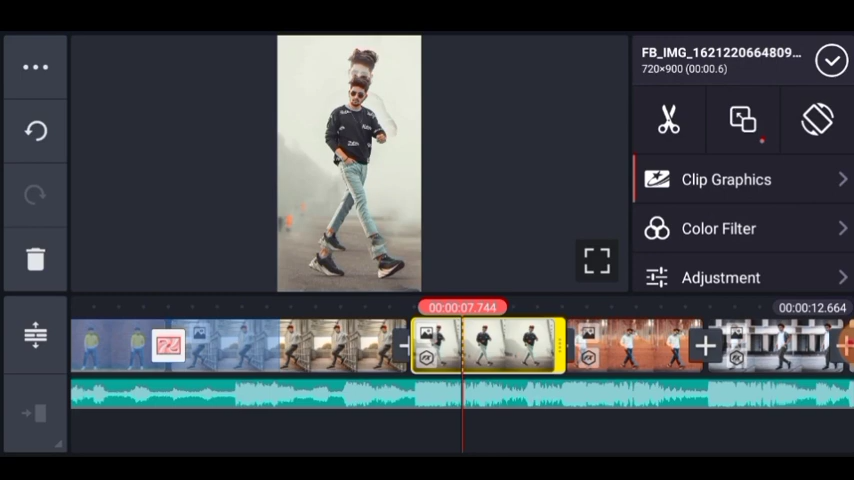 FB_IMG_1621220664809...
720×900 (00:00.6)
Clip Graphics
Color Filter
Adjustment
00:00:07.744
00:00:12.664